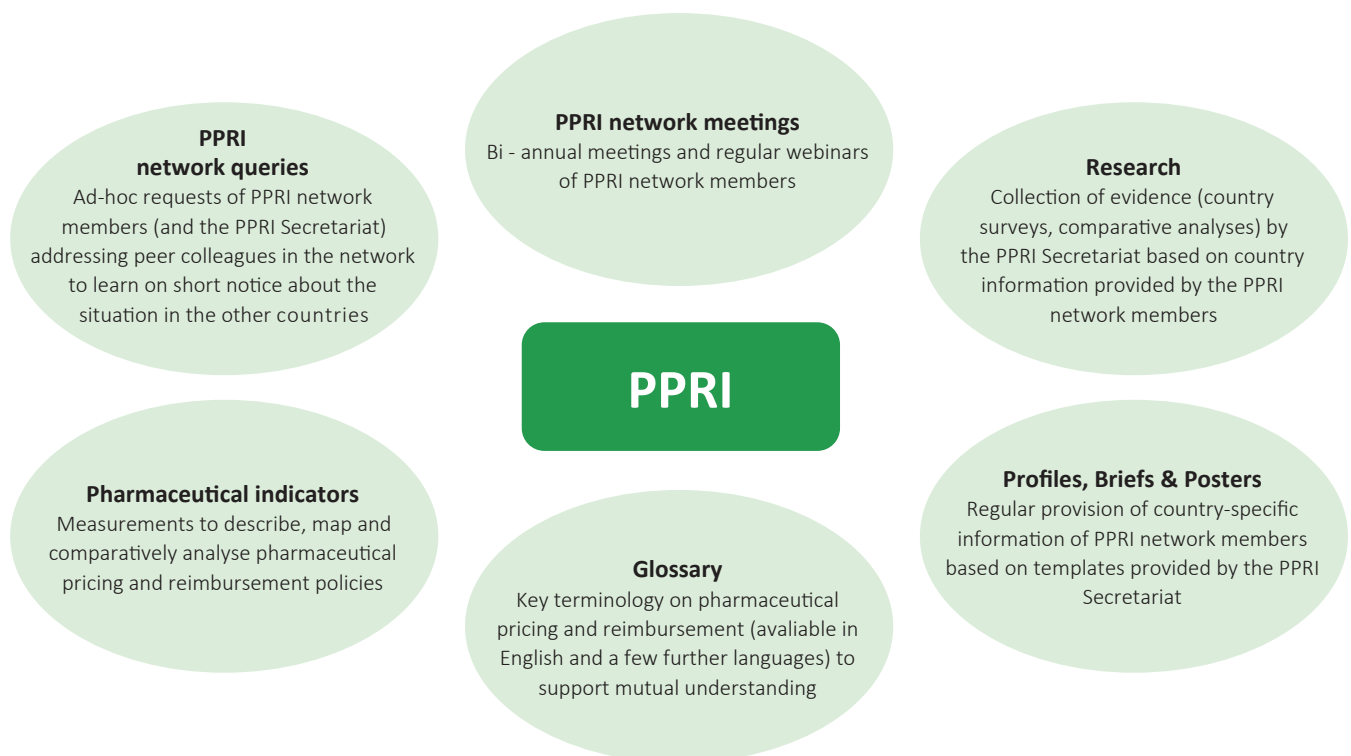 PPRI network meetings
Bi - annual meetings and regular webinars
of PPRI network members
PPRI
network queries
Ad-hoc requests of PPRI network
members (and the PPRI Secretariat)
addressing peer colleagues in the network
to learn on short notice about the
situation in the other countries
Research
Collection of evidence (country
surveys, comparative analyses) by
the PPRI Secretariat based on country
information provided by the PPRI
network members
PPRI
Pharmaceutical indicators
Measurements to describe, map and
comparatively analyse pharmaceutical
pricing and reimbursement policies
Glossary
Key terminology on pharmaceutical
pricing and reimbursement (avaliable in
English and a few further languages) to
support mutual understanding
Profiles, Briefs & Posters
Regular provision of country-specific
information of PPRI network members
based on templates provided by the PPRI
Secretariat